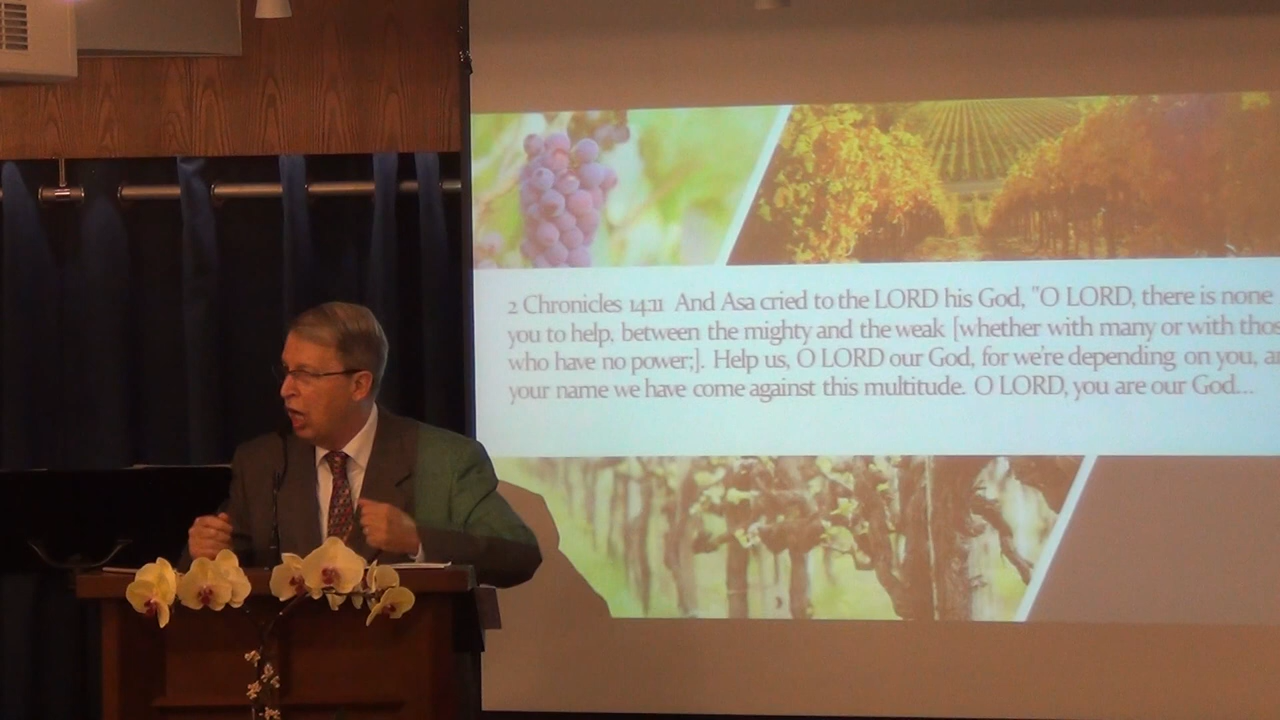 2 Chronicles 14:11 And Asa cried to the LORD his God, "O LORD, there is none
you to help, between the mighty and the weak [whether with many or with
who have no power;]. Help us, O LORD our God, for we're depending on you,
your name we have come against this multitude. O LORD, you are our God...